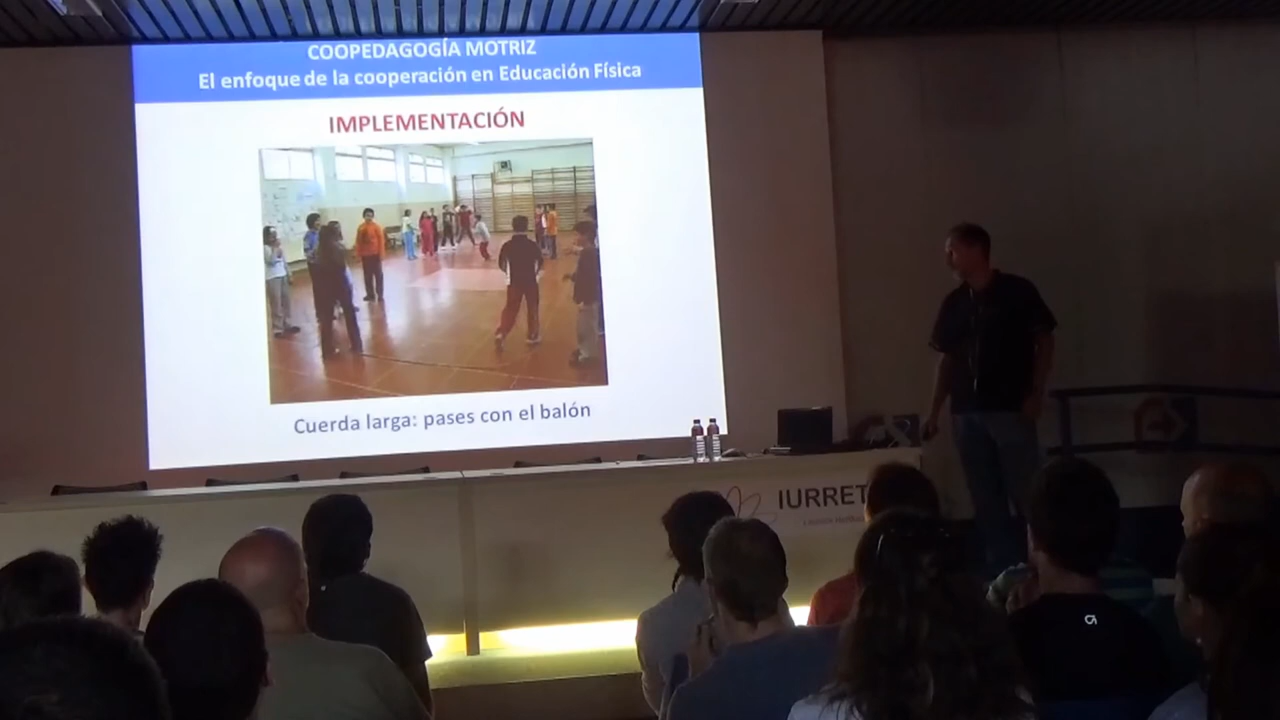 COOPEDAGOGÍA MOTRIZ
El enfoque de la cooperación en Educación Física
IMPLEMENTACIÓN
Cuerda larga: pases con el balón
IURRET